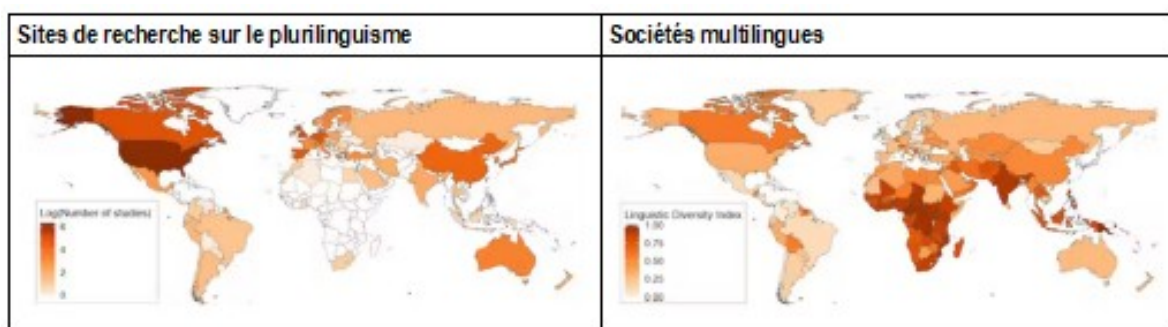 Sites de recherche sur le plurilinguisme
Sociétés multilingues
Log(Number of studies)
6
4
2
0
Linguistic Diversity Index
1.00
0.75
0.50
0.25
0.00